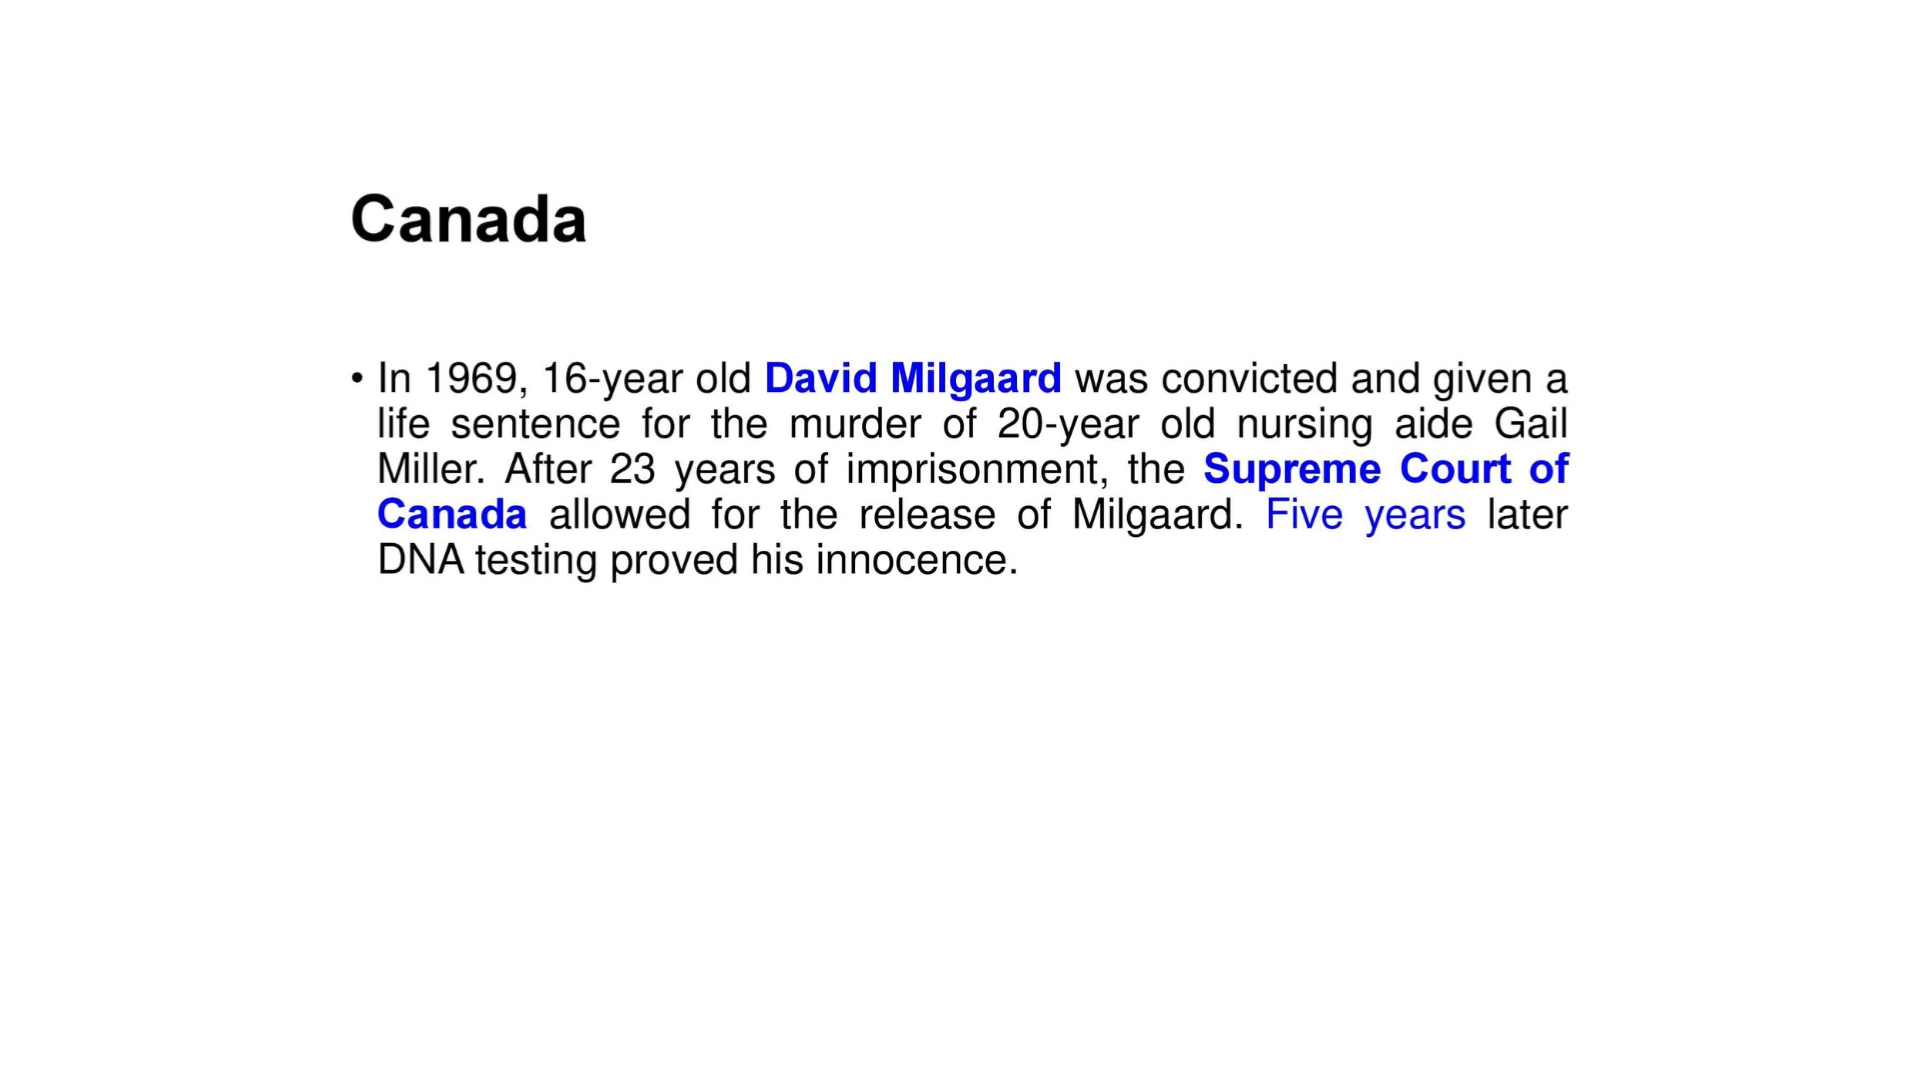 Canada
• In 1969, 16-year old David Milgaard was convicted and given a
life sentence for the murder of 20-year old nursing aide Gail
Miller. After 23 years of imprisonment, the Supreme Court of
Canada allowed for the release of Milgaard. Five years later
DNA testing proved his innocence.